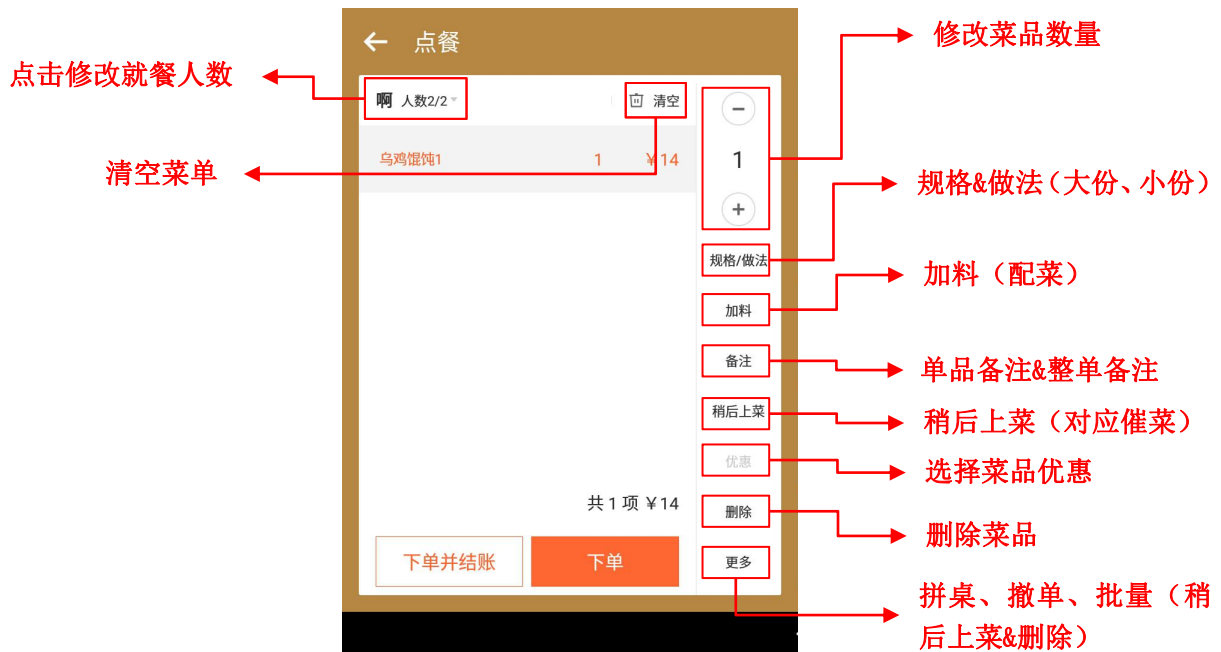 点餐
修改菜品数量
点击修改就餐人数
啊 人数2/2
清空
乌鸡馄饨1 1 ￥14
1
清空菜单
规格&做法（大份、小份）
规格/做法
加料（配菜）
加料
备注
单品备注&整单备注
稍后上菜
稍后上菜（对应催菜）
优惠
选择菜品优惠
共1项 ￥14
删除
删除菜品
下单并结账
下单
更多
拼桌、撤单、批量（稍
后上菜&删除）